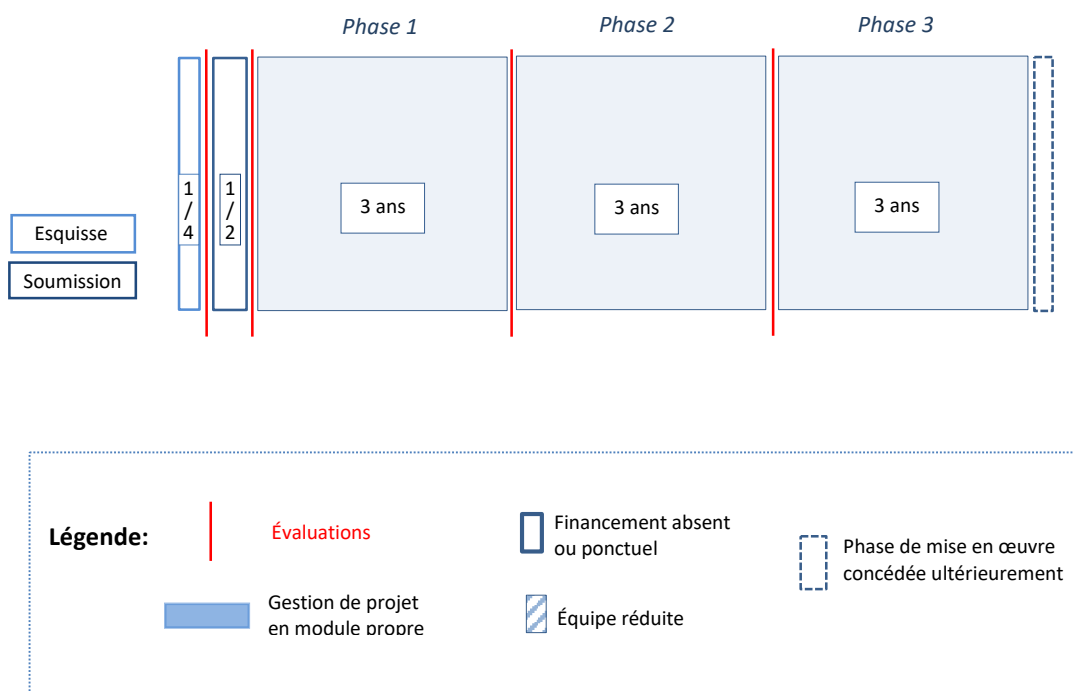 Phase 1
Phase 2
Phase 3
1
/
4
1
/
2
3 ans
3 ans
3 ans
Esquisse
Soumission
Légende:
Évaluations
Financement absent
ou ponctuel
Phase de mise en œuvre
concédée ultérieurement
Gestion de projet
en module propre
Équipe réduite